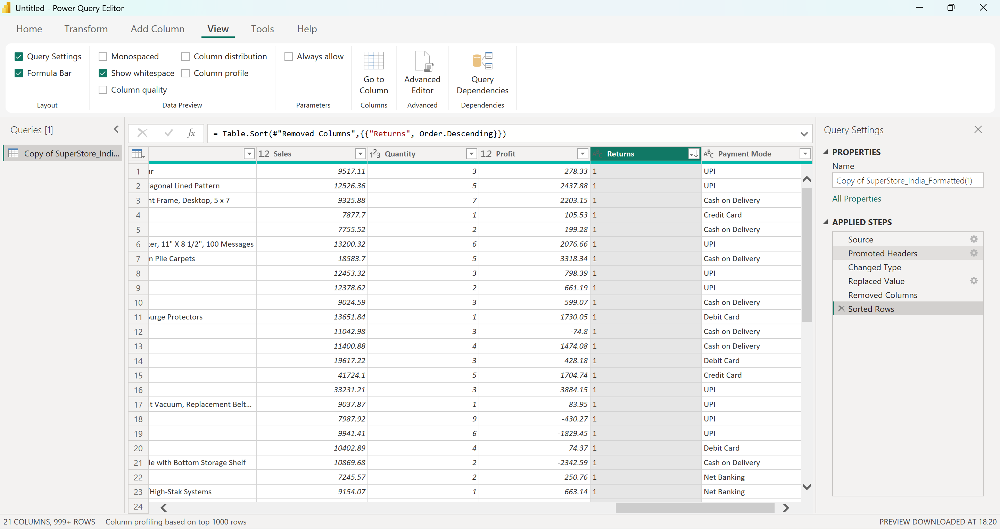 Untitled - Power Query Editor
Home Transform Add Column View Tools Help
Query Settings Monospaced Column distribution Always allow
Formula Bar Show whitespace Column profile
Column quality
Go to Column Advanced Editor Query Dependencies
Layout Data Preview Parameters Columns Advanced Dependencies
Queries [1]
Copy of SuperStore_Indi...
fx = Table.Sort(#"Removed Columns",{{"Returns", Order.Descending}})
1.2 Sales 1²3 Quantity 1.2 Profit ABC Returns ABC Payment Mode
1 ar 9517.11 3 278.33 1 UPI
2 iagonal Lined Pattern 12526.36 5 2437.88 1 UPI
3 nt Frame, Desktop, 5 x 7 9325.88 7 2203.15 1 Cash on Delivery
4 7877.7 1 105.53 1 Credit Card
5 7755.52 2 199.28 1 Cash on Delivery
6 ter, 11" X 8 1/2", 100 Messages 13200.32 6 2076.66 1 UPI
7 m Pile Carpets 18583.7 5 3318.34 1 Cash on Delivery
8 12453.32 3 798.39 1 UPI
9 12378.62 2 661.19 1 UPI
10 9024.59 3 599.07 1 Cash on Delivery
11 Surge Protectors 13651.84 1 1730.05 1 Debit Card
12 11042.98 3 -74.8 1 Cash on Delivery
13 11400.88 4 1474.08 1 Cash on Delivery
14 19617.22 3 428.18 1 Debit Card
15 41724.1 5 1704.74 1 Credit Card
16 33231.21 3 3884.15 1 UPI
17 it Vacuum, Replacement Belt... 9037.87 1 83.95 1 UPI
18 7987.92 9 -430.27 1 UPI
19 9941.41 6 -1829.45 1 UPI
20 10402.89 4 74.37 1 Debit Card
21 le with Bottom Storage Shelf 10869.68 2 -2342.59 1 Cash on Delivery
22 7245.57 2 250.76 1 Net Banking
23 /High-Stak Systems 9154.07 1 663.14 1 Net Banking
24
Query Settings
PROPERTIES
Name
Copy of SuperStore_India_Formatted(1)
All Properties
APPLIED STEPS
Source
Promoted Headers
Changed Type
Replaced Value
Removed Columns
Sorted Rows
21 COLUMNS, 999+ ROWS Column profiling based on top 1000 rows PREVIEW DOWNLOADED AT 18:20